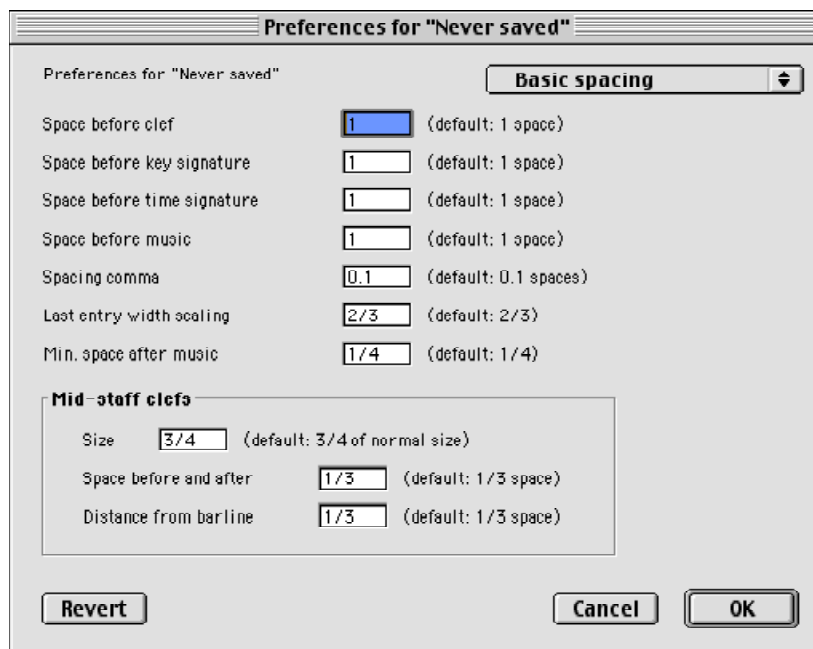 Preferences for "Never saved"
Preferences for "Never saved" Basic spacing
Space before clef 1 (default: 1 space)
Space before key signature 1 (default: 1 space)
Space before time signature 1 (default: 1 space)
Space before music 1 (default: 1 space)
Spacing comma 0.1 (default: 0.1 spaces)
Last entry width scaling 2/3 (default: 2/3)
Min. space after music 1/4 (default: 1/4)
Mid-staff clefs
Size 3/4 (default: 3/4 of normal size)
Space before and after 1/3 (default: 1/3 space)
Distance from barline 1/3 (default: 1/3 space)
Revert Cancel OK